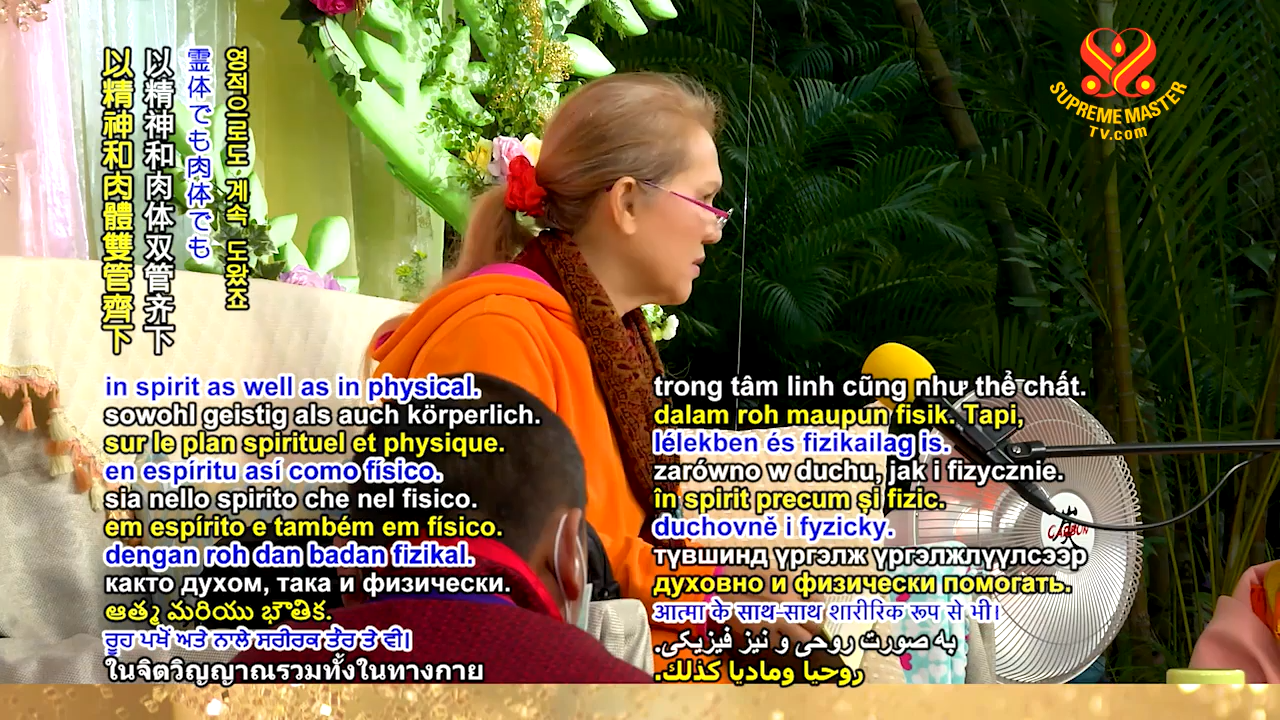 以精神和肉體雙管齊下
以精神和肉体双管齐下
霊体でも肉体でも
영적으로도 계속 도왔죠
SUPREME MASTER
TV.com
in spirit as well as in physical.
sowohl geistig als auch körperlich.
sur le plan spirituel et physique.
en espíritu así como físico.
sia nello spirito che nel fisico.
em espírito e também em físico.
dengan roh dan badan fizikal.
както духом, така и физически.
ఆత్మ మరియు భౌతిక.
ਰੂਹ ਪਖੋਂ ਅਤੇ ਨਾਲੇ ਸਰੀਰਕ ਤੌਰ ਤੇ ਵੀ।
ในจิตวิญญาณรวมทั้งในทางกาย
trong tâm linh cũng như thể chất.
dalam roh maupun fisik. Tapi,
lélekben és fizikailag is.
zarówno w duchu, jak i fizycznie.
în spirit precum și fizic.
duchovně i fyzicky.
түвшинд үргэлж үргэлжлүүлсээр
духовно и физически помогать.
आत्मा के साथ-साथ शारीरिक रूप से भी।
به صورت روحی و نیز فیزیکی.
روحيا وماديا كذلك.
CARBON